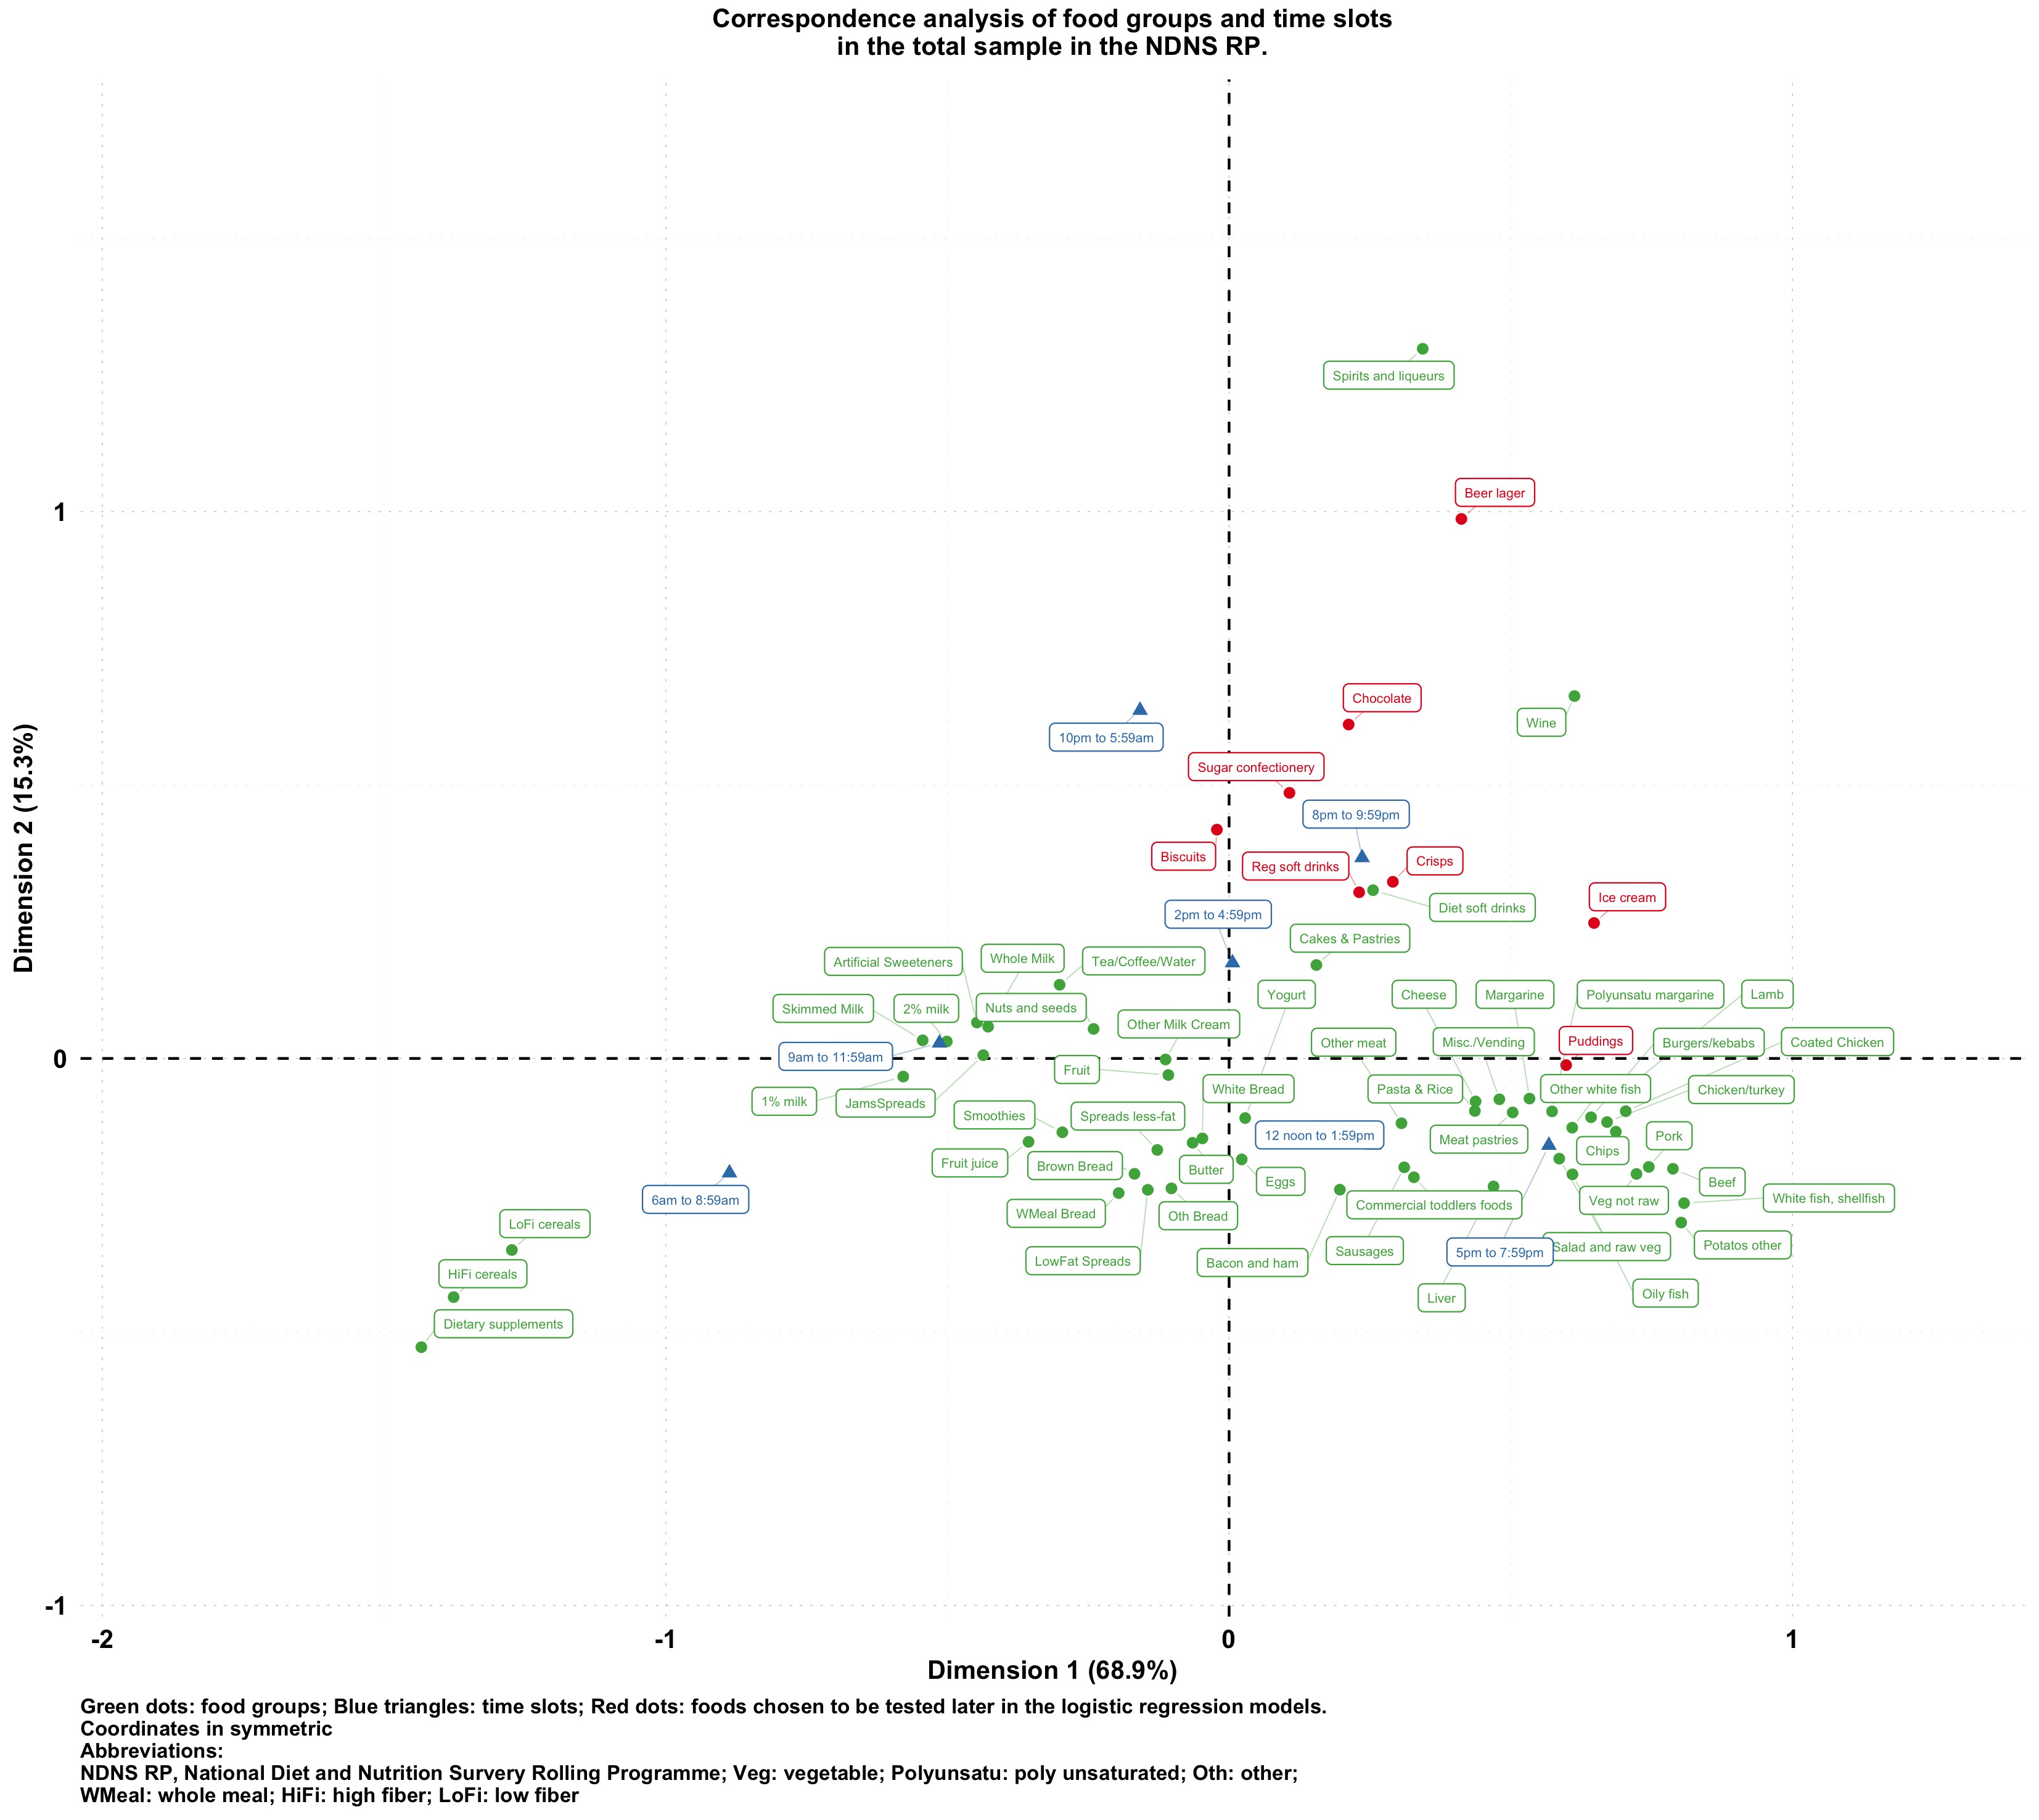 Correspondence analysis of food groups and time slots
in the total sample in the NDNS RP.
Dimension 2 (15.3%)
1
0
-1
Spirits and liqueurs
Beer lager
Chocolate
Wine
10pm to 5:59am
Sugar confectionery
8pm to 9:59pm
Biscuits
Reg soft drinks
Crisps
Ice cream
Diet soft drinks
2pm to 4:59pm
Cakes & Pastries
Artificial Sweeteners
Whole Milk
Tea/Coffee/Water
Skimmed Milk
2% milk
Nuts and seeds
Yogurt
Cheese
Margarine
Polyunsatu margarine
Lamb
Other Milk Cream
9am to 11:59am
Other meat
Misc./Vending
Puddings
Burgers/kebabs
Coated Chicken
Fruit
1% milk
JamsSpreads
White Bread
Pasta & Rice
Other white fish
Chicken/turkey
Smoothies
Spreads less-fat
12 noon to 1:59pm
Meat pastries
Chips
Pork
Fruit juice
Brown Bread
Butter
Eggs
Beef
6am to 8:59am
WMeal Bread
Oth Bread
Commercial toddlers foods
Veg not raw
White fish, shellfish
LoFi cereals
LowFat Spreads
Bacon and ham
Sausages
5pm to 7:59pm
Salad and raw veg
Potatos other
HiFi cereals
Liver
Oily fish
Dietary supplements
-2
-1
0
1
Dimension 1 (68.9%)
Green dots: food groups; Blue triangles: time slots; Red dots: foods chosen to be tested later in the logistic regression models.
Coordinates in symmetric
Abbreviations:
NDNS RP, National Diet and Nutrition Survery Rolling Programme; Veg: vegetable; Polyunsatu: poly unsaturated; Oth: other;
WMeal: whole meal; HiFi: high fiber; LoFi: low fiber